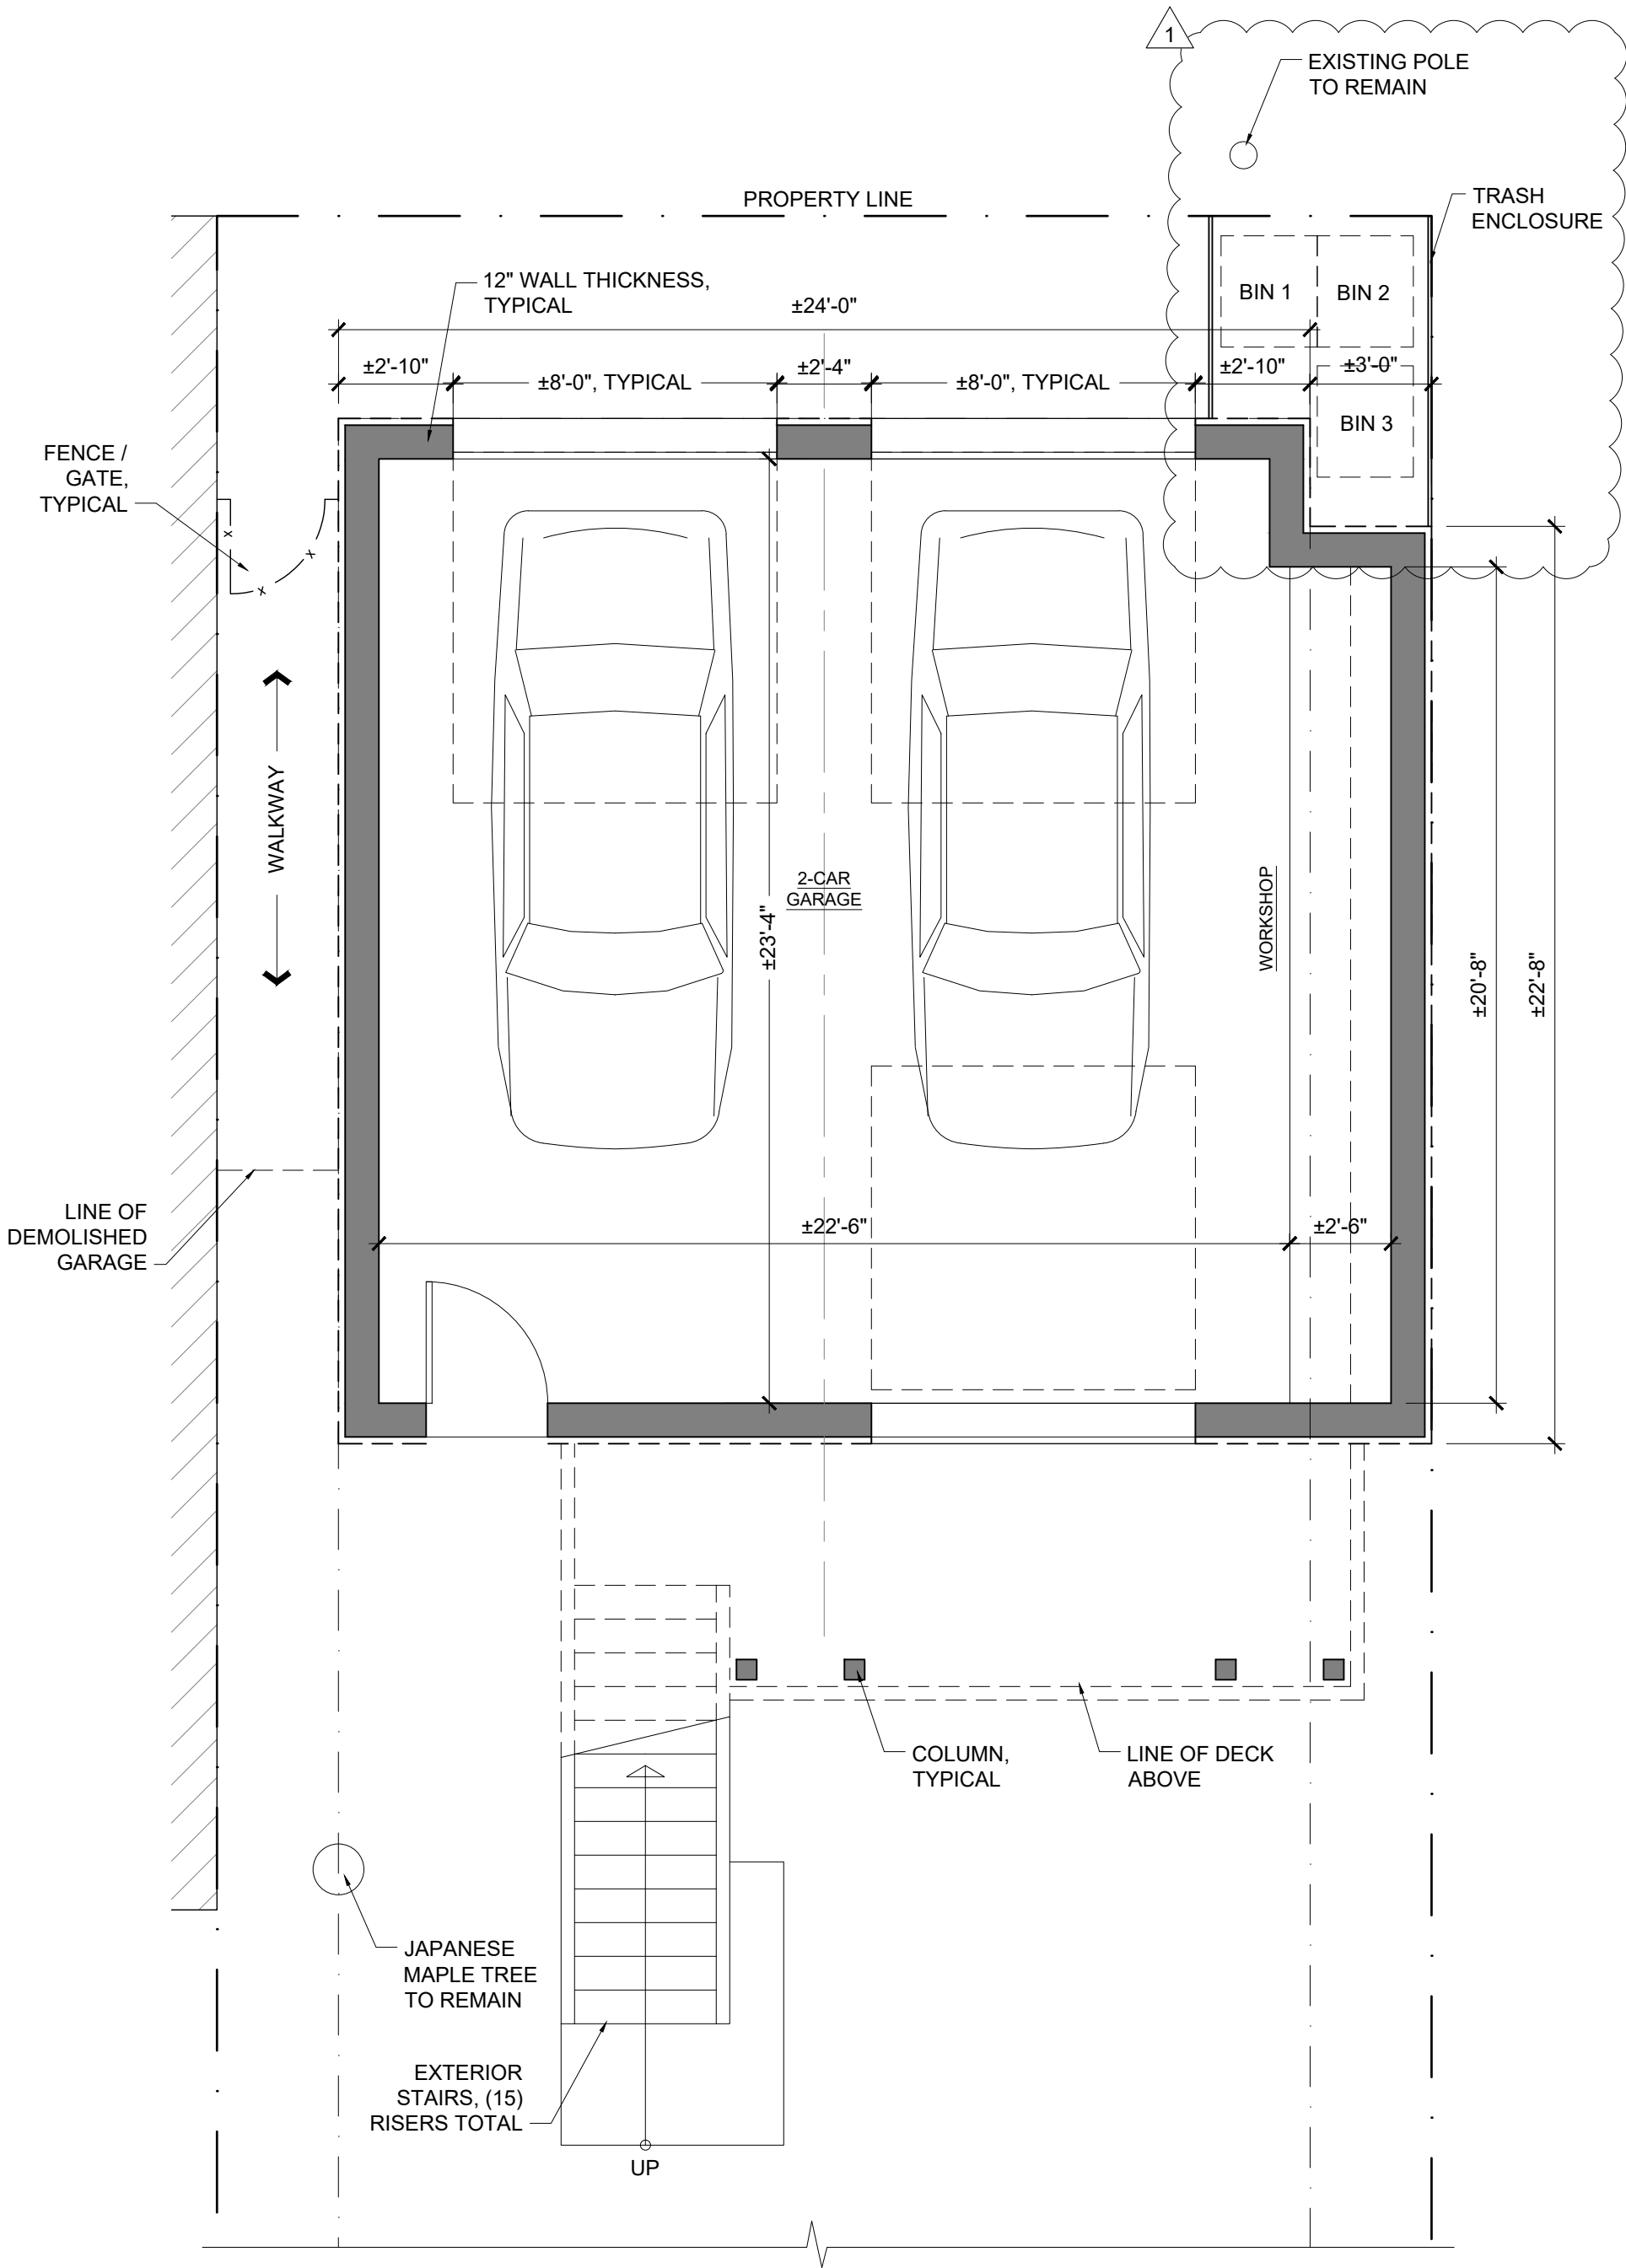 1
EXISTING POLE
TO REMAIN
PROPERTY LINE
TRASH
ENCLOSURE
12" WALL THICKNESS,
TYPICAL
BIN 1
BIN 2
±24'-0"
±2'-10"
±8'-0", TYPICAL
±2'-4"
±8'-0", TYPICAL
±2'-10"
±3'-0"
BIN 3
FENCE /
GATE,
TYPICAL
x
x
x
WALKWAY
2-CAR
GARAGE
±23'-4"
WORKSHOP
±20'-8"
±22'-8"
LINE OF
DEMOLISHED
GARAGE
±22'-6"
±2'-6"
COLUMN,
TYPICAL
LINE OF DECK
ABOVE
JAPANESE
MAPLE TREE
TO REMAIN
EXTERIOR
STAIRS, (15)
RISERS TOTAL
UP